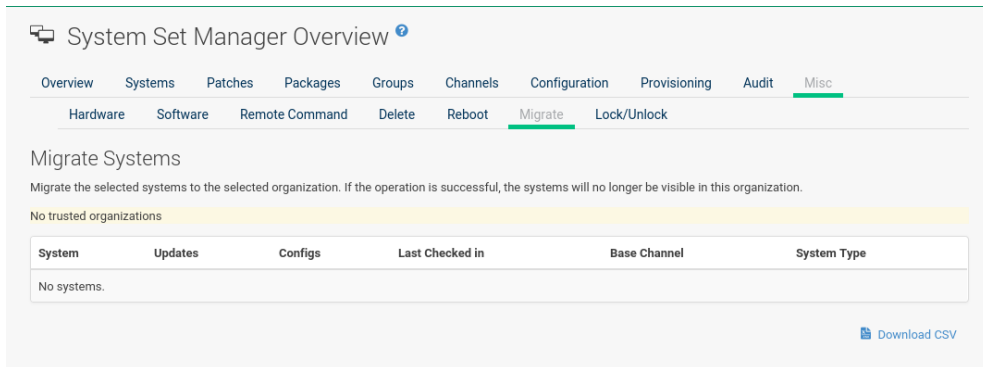 System Set Manager Overview ?
Overview Systems Patches Packages Groups Channels Configuration Provisioning Audit Misc
Hardware Software Remote Command Delete Reboot Migrate Lock/Unlock
Migrate Systems
Migrate the selected systems to the selected organization. If the operation is successful, the systems will no longer be visible in this organization.
No trusted organizations
System Updates Configs Last Checked in Base Channel System Type
No systems.
Download CSV